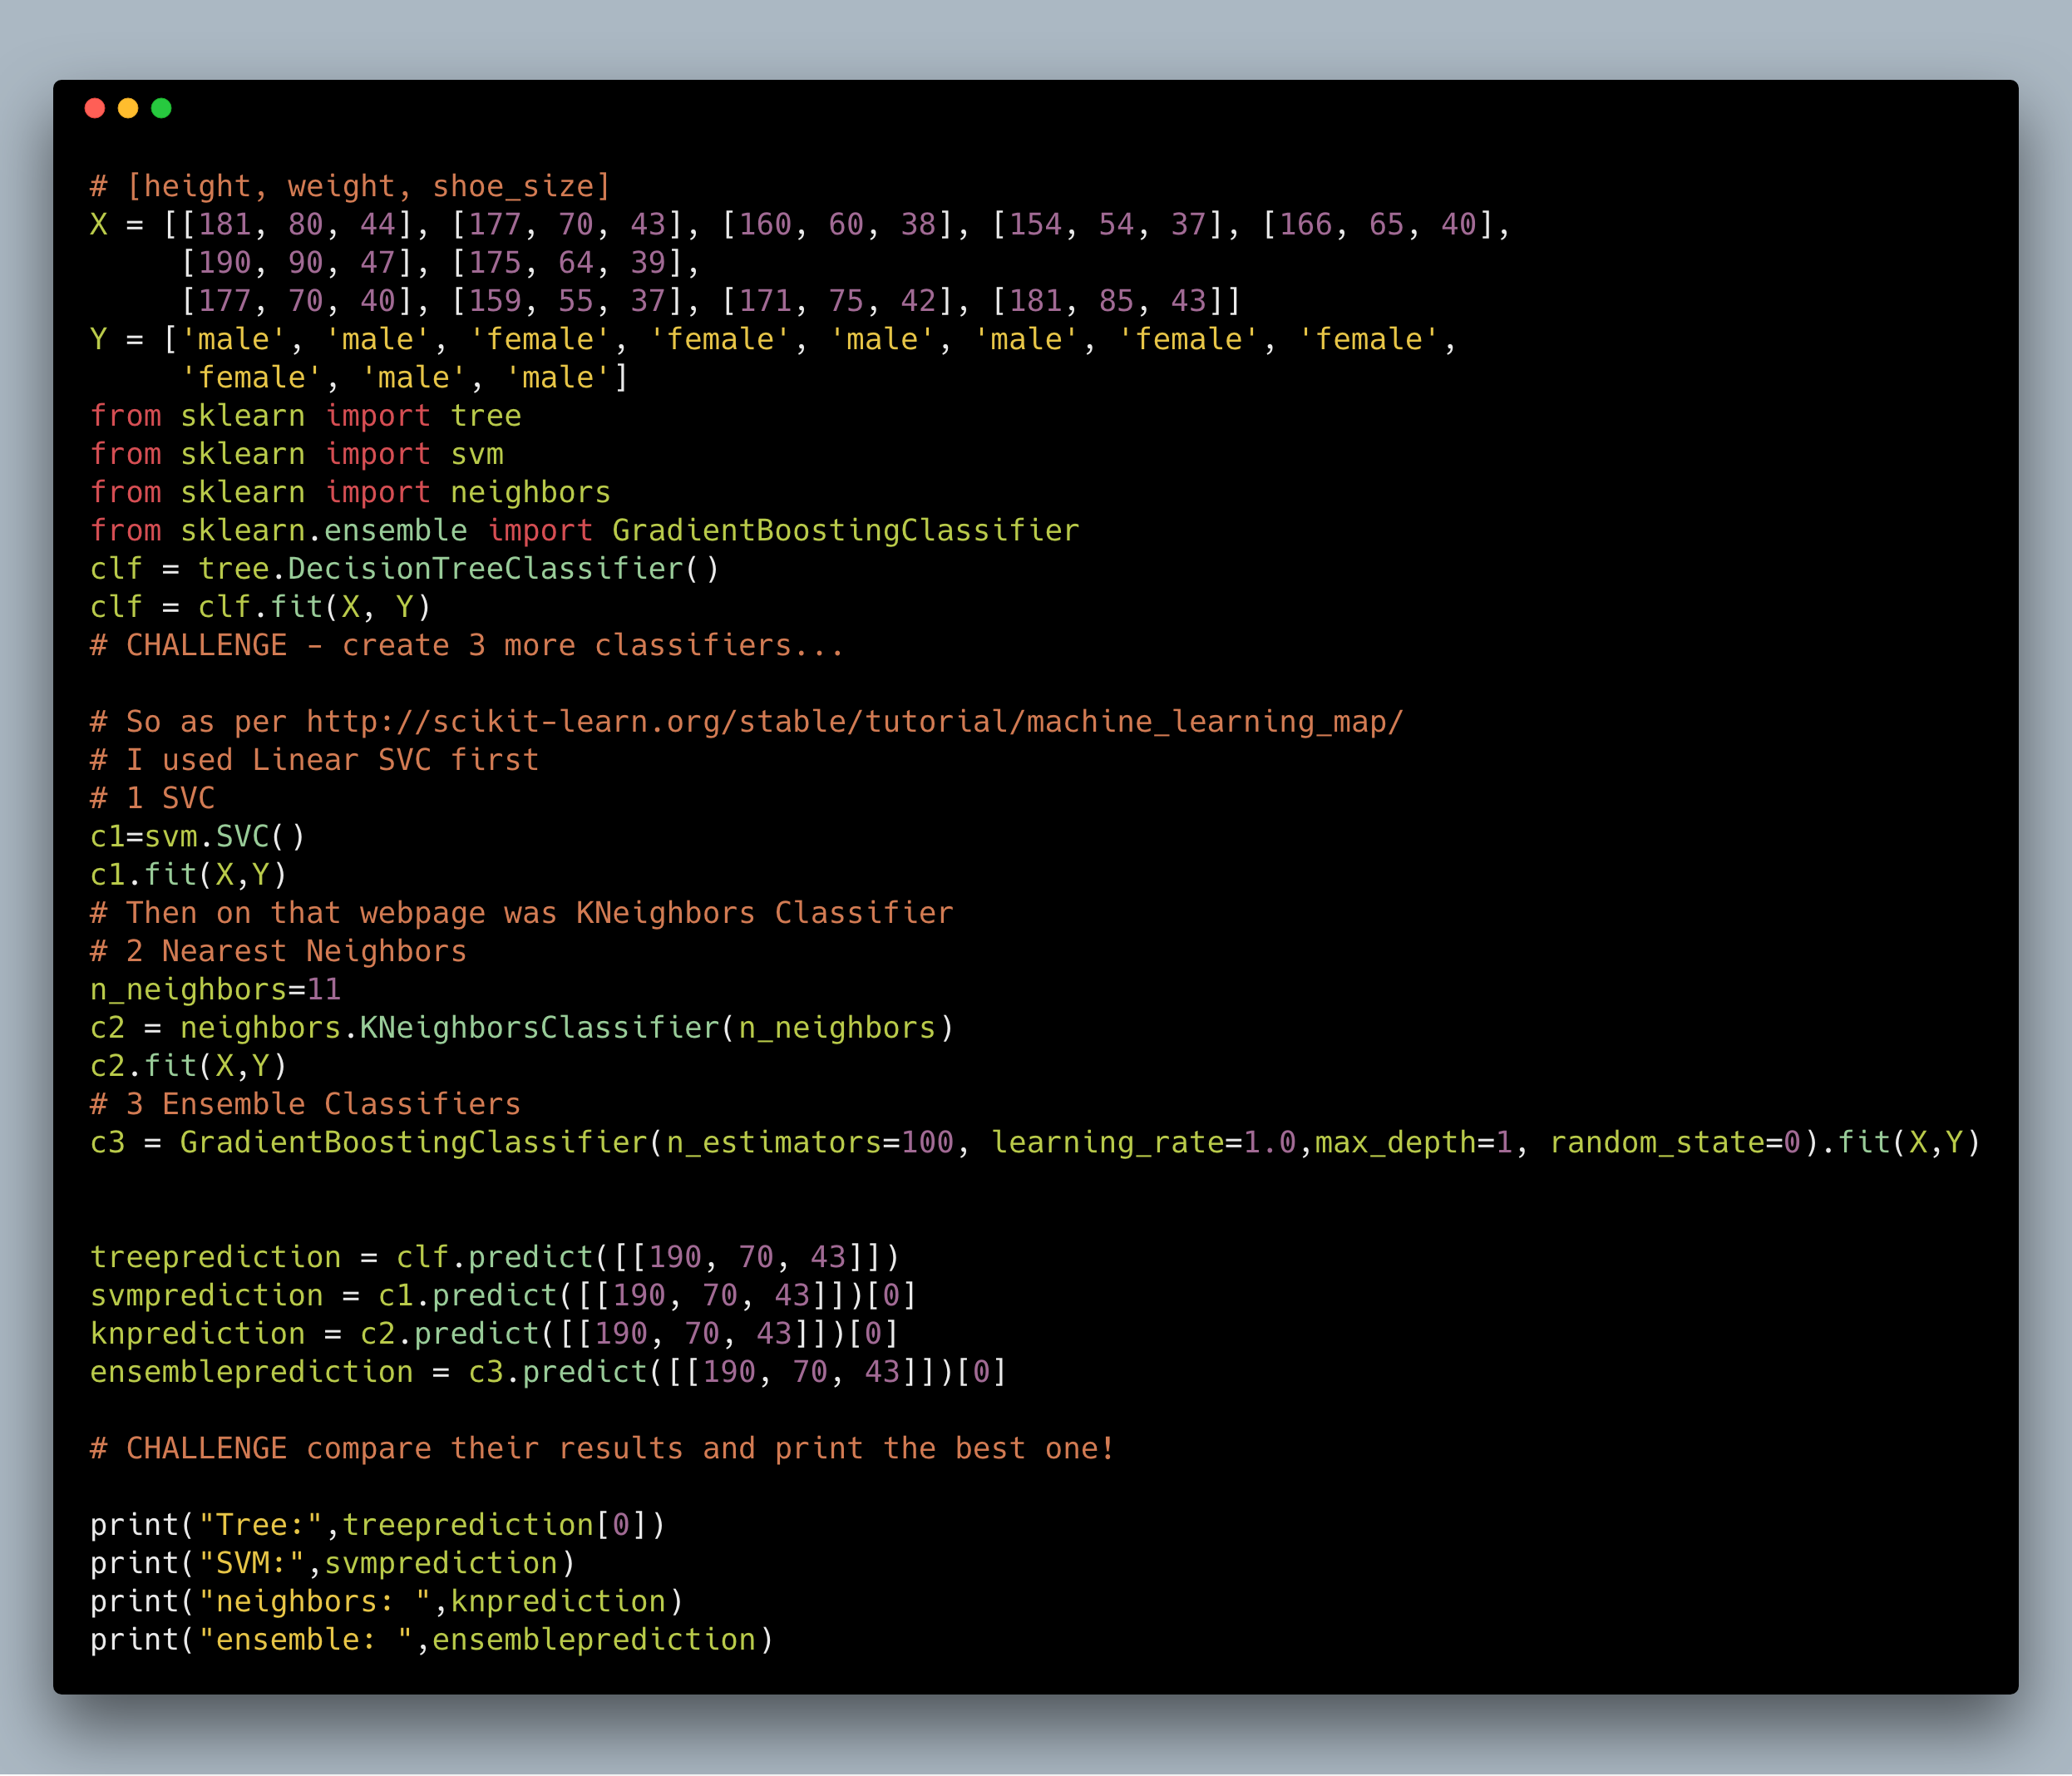 # [height, weight, shoe_size]
X = [[181, 80, 44], [177, 70, 43], [160, 60, 38], [154, 54, 37], [166, 65, 40],
     [190, 90, 47], [175, 64, 39],
     [177, 70, 40], [159, 55, 37], [171, 75, 42], [181, 85, 43]]
Y = ['male', 'male', 'female', 'female', 'male', 'male', 'female', 'female',
     'female', 'male', 'male']
from sklearn import tree
from sklearn import svm
from sklearn import neighbors
from sklearn.ensemble import GradientBoostingClassifier
clf = tree.DecisionTreeClassifier()
clf = clf.fit(X, Y)
# CHALLENGE - create 3 more classifiers...

# So as per http://scikit-learn.org/stable/tutorial/machine_learning_map/
# I used Linear SVC first
# 1 SVC
c1=svm.SVC()
c1.fit(X,Y)
# Then on that webpage was KNeighbors Classifier
# 2 Nearest Neighbors
n_neighbors=11
c2 = neighbors.KNeighborsClassifier(n_neighbors)
c2.fit(X,Y)
# 3 Ensemble Classifiers
c3 = GradientBoostingClassifier(n_estimators=100, learning_rate=1.0,max_depth=1, random_state=0).fit(X,Y)


treeprediction = clf.predict([[190, 70, 43]])
svmprediction = c1.predict([[190, 70, 43]])[0]
knprediction = c2.predict([[190, 70, 43]])[0]
ensembleprediction = c3.predict([[190, 70, 43]])[0]

# CHALLENGE compare their results and print the best one!

print("Tree:",treeprediction[0])
print("SVM:",svmprediction)
print("neighbors: ",knprediction)
print("ensemble: ",ensembleprediction)